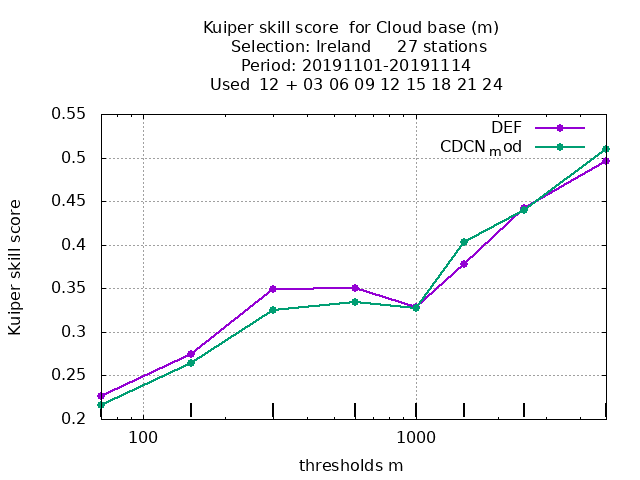 Kuiper skill score  for Cloud base (m)
Selection: Ireland     27 stations
Period: 20191101-20191114
Used  12 + 03 06 09 12 15 18 21 24
DEF
CDCNmod
0.55
0.5
0.45
0.4
0.35
0.3
0.25
0.2
Kuiper skill score
100 1000
thresholds m